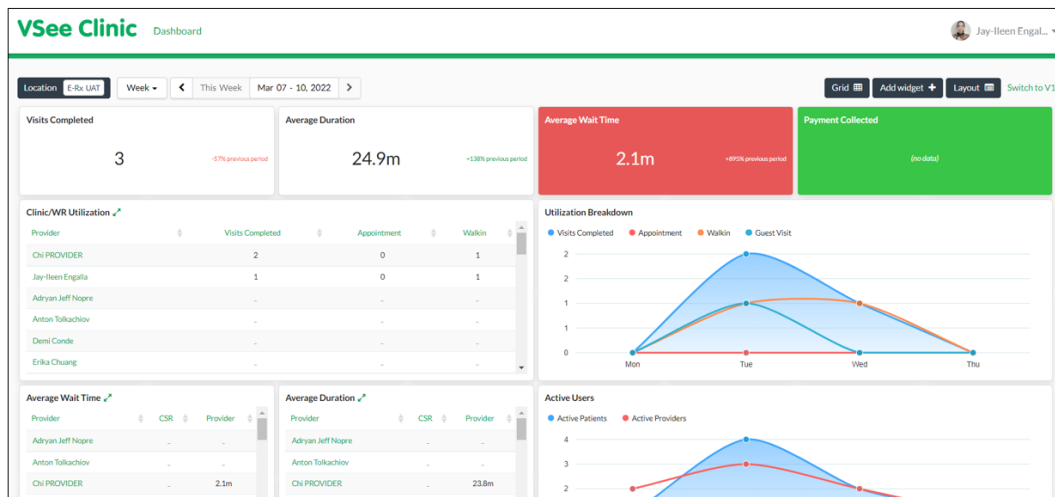 VSee Clinic Dashboard Jay-Ileen Engal...
Location E-Rx UAT Week This Week Mar 07 - 10, 2022 Grid Add widget Layout Switch to V1
Visits Completed Average Duration Average Wait Time Payment Collected
3 -57% previous period 24.9m +138% previous period 2.1m +895% previous period (no data)
Clinic/WR Utilization
Provider Visits Completed Appointment Walkin
Chi PROVIDER 2 0 1
Jay-Ileen Engalla 1 0 1
Adryan Jeff Nopre - - -
Anton Tolkachiov - - -
Demi Conde - - -
Erika Chuang - - -
Utilization Breakdown
Visits Completed Appointment Walkin Guest Visit
2
2
1
1
0
Mon Tue Wed Thu
Average Wait Time
Provider CSR Provider
Adryan Jeff Nopre - -
Anton Tolkachiov - -
Chi PROVIDER - 2.1m
Average Duration
Provider CSR Provider
Adryan Jeff Nopre - -
Anton Tolkachiov - -
Chi PROVIDER - 23.8m
Active Users
Active Patients Active Providers
4
3
2